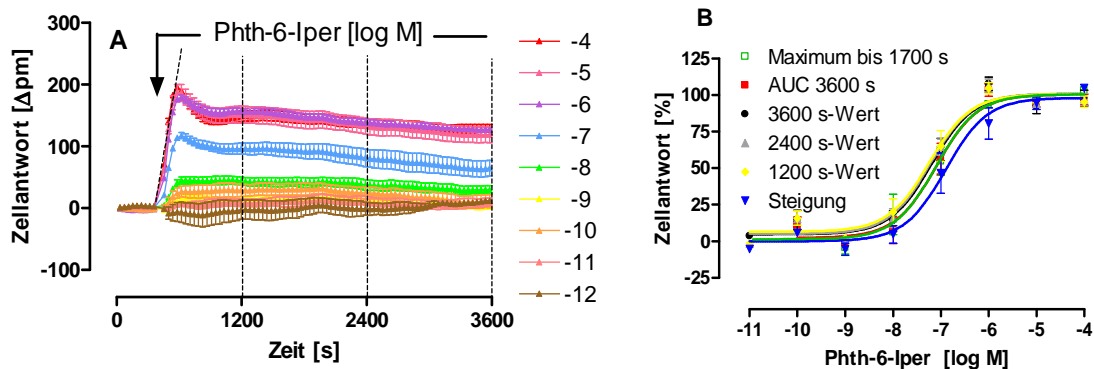 A
Phth-6-Iper [log M]
Zellantwort [Δpm]
300
200
100
0
-100
0
1200
2400
3600
Zeit [s]
-4
-5
-6
-7
-8
-9
-10
-11
-12
B
Zellantwort [%]
125
100
75
50
25
0
-25
Maximum bis 1700 s
AUC 3600 s
3600 s-Wert
2400 s-Wert
1200 s-Wert
Steigung
-11
-10
-9
-8
-7
-6
-5
-4
Phth-6-Iper [log M]